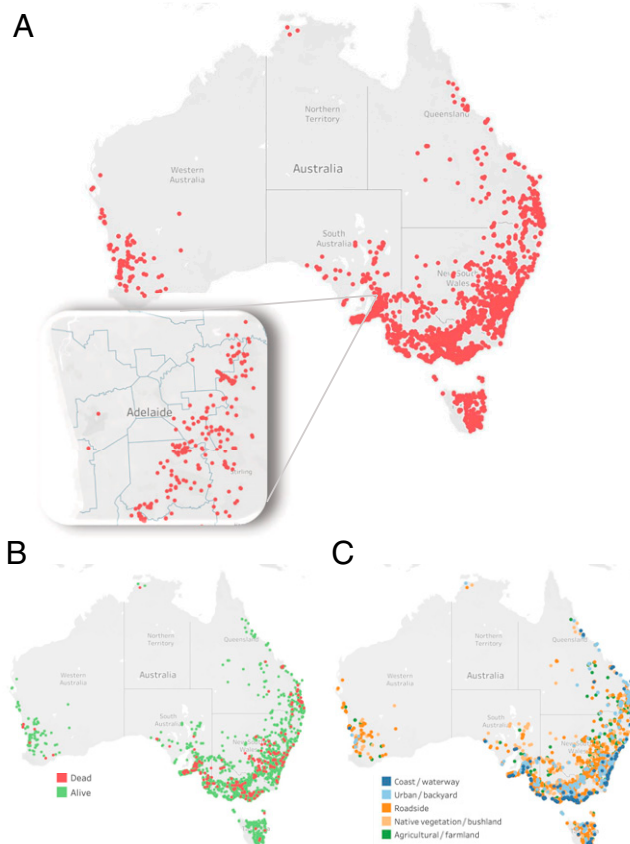 A
Northern
Territory
Queensland
Western
Australia
Australia
South
Australia
New South
Wales
Adelaide
B
C
Northern
Territory
Queensland
Western
Australia
Australia
South
Australia
Dead
Alive
Northern
Territory
Queensland
Western
Australia
Australia
South
Australia
Coast / waterway
Urban / backyard
Roadside
Native vegetation / bushland
Agricultural / farmland